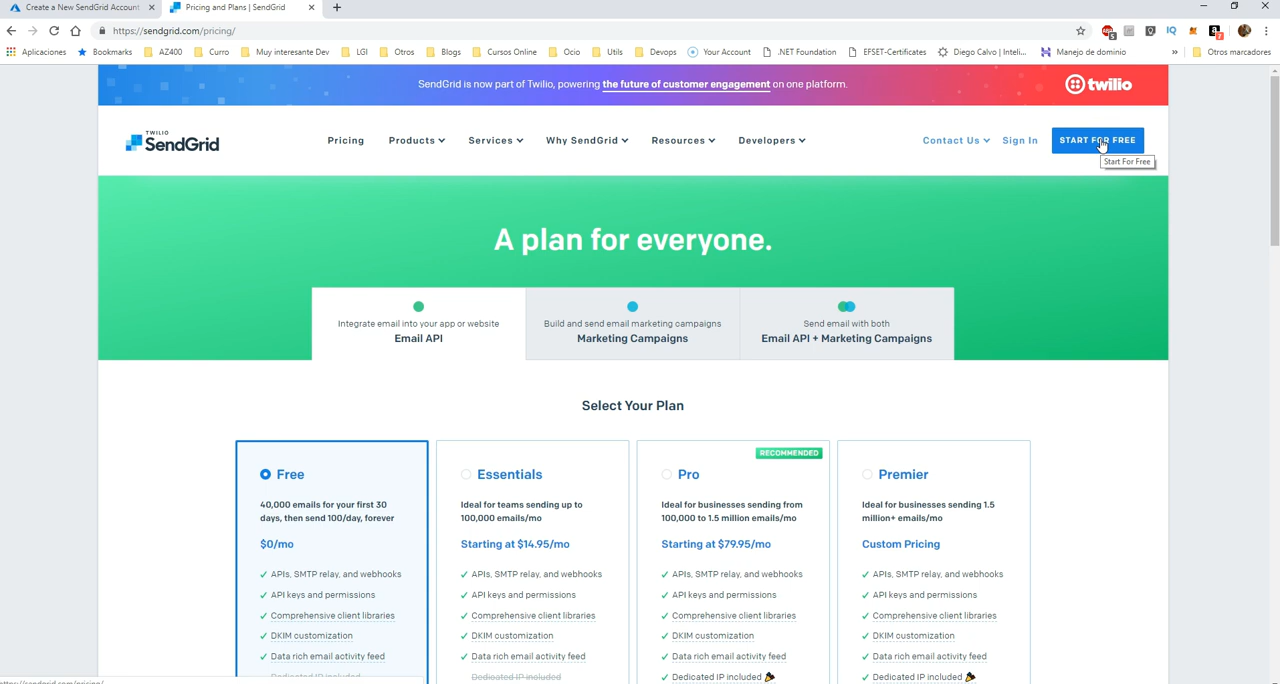 Create a New SendGrid Account
Pricing and Plans | SendGrid
https://sendgrid.com/pricing/
5
7
Aplicaciones
Bookmarks
AZ400
Curro
Muy interesante Dev
LGI
Otros
Blogs
Cursos Online
Ocio
Utils
Devops
Your Account
.NET Foundation
EFSET-Certificates
Diego Calvo | Inteli...
Manejo de dominio
»
Otros marcadores
SendGrid is now part of Twilio, powering the future of customer engagement on one platform.
twilio
TWILIO
SendGrid
Pricing
Products
Services
Why SendGrid
Resources
Developers
Contact Us
Sign In
START FOR FREE
Start For Free
A plan for everyone.
Integrate email into your app or website
Email API
Build and send email marketing campaigns
Marketing Campaigns
Send email with both
Email API + Marketing Campaigns
Select Your Plan
Free
40,000 emails for your first 30
days, then send 100/day, forever
$0/mo
✓ APIs, SMTP relay, and webhooks
✓ API keys and permissions
✓ Comprehensive client libraries
✓ DKIM customization
✓ Data rich email activity feed
Dedicated IP included
Essentials
Ideal for teams sending up to
100,000 emails/mo
Starting at $14.95/mo
✓ APIs, SMTP relay, and webhooks
✓ API keys and permissions
✓ Comprehensive client libraries
✓ DKIM customization
✓ Data rich email activity feed
Dedicated IP included
RECOMMENDED
Pro
Ideal for businesses sending from
100,000 to 1.5 million emails/mo
Starting at $79.95/mo
✓ APIs, SMTP relay, and webhooks
✓ API keys and permissions
✓ Comprehensive client libraries
✓ DKIM customization
✓ Data rich email activity feed
✓ Dedicated IP included
Premier
Ideal for businesses sending 1.5
million+ emails/mo
Custom Pricing
✓ APIs, SMTP relay, and webhooks
✓ API keys and permissions
✓ Comprehensive client libraries
✓ DKIM customization
✓ Data rich email activity feed
✓ Dedicated IP included